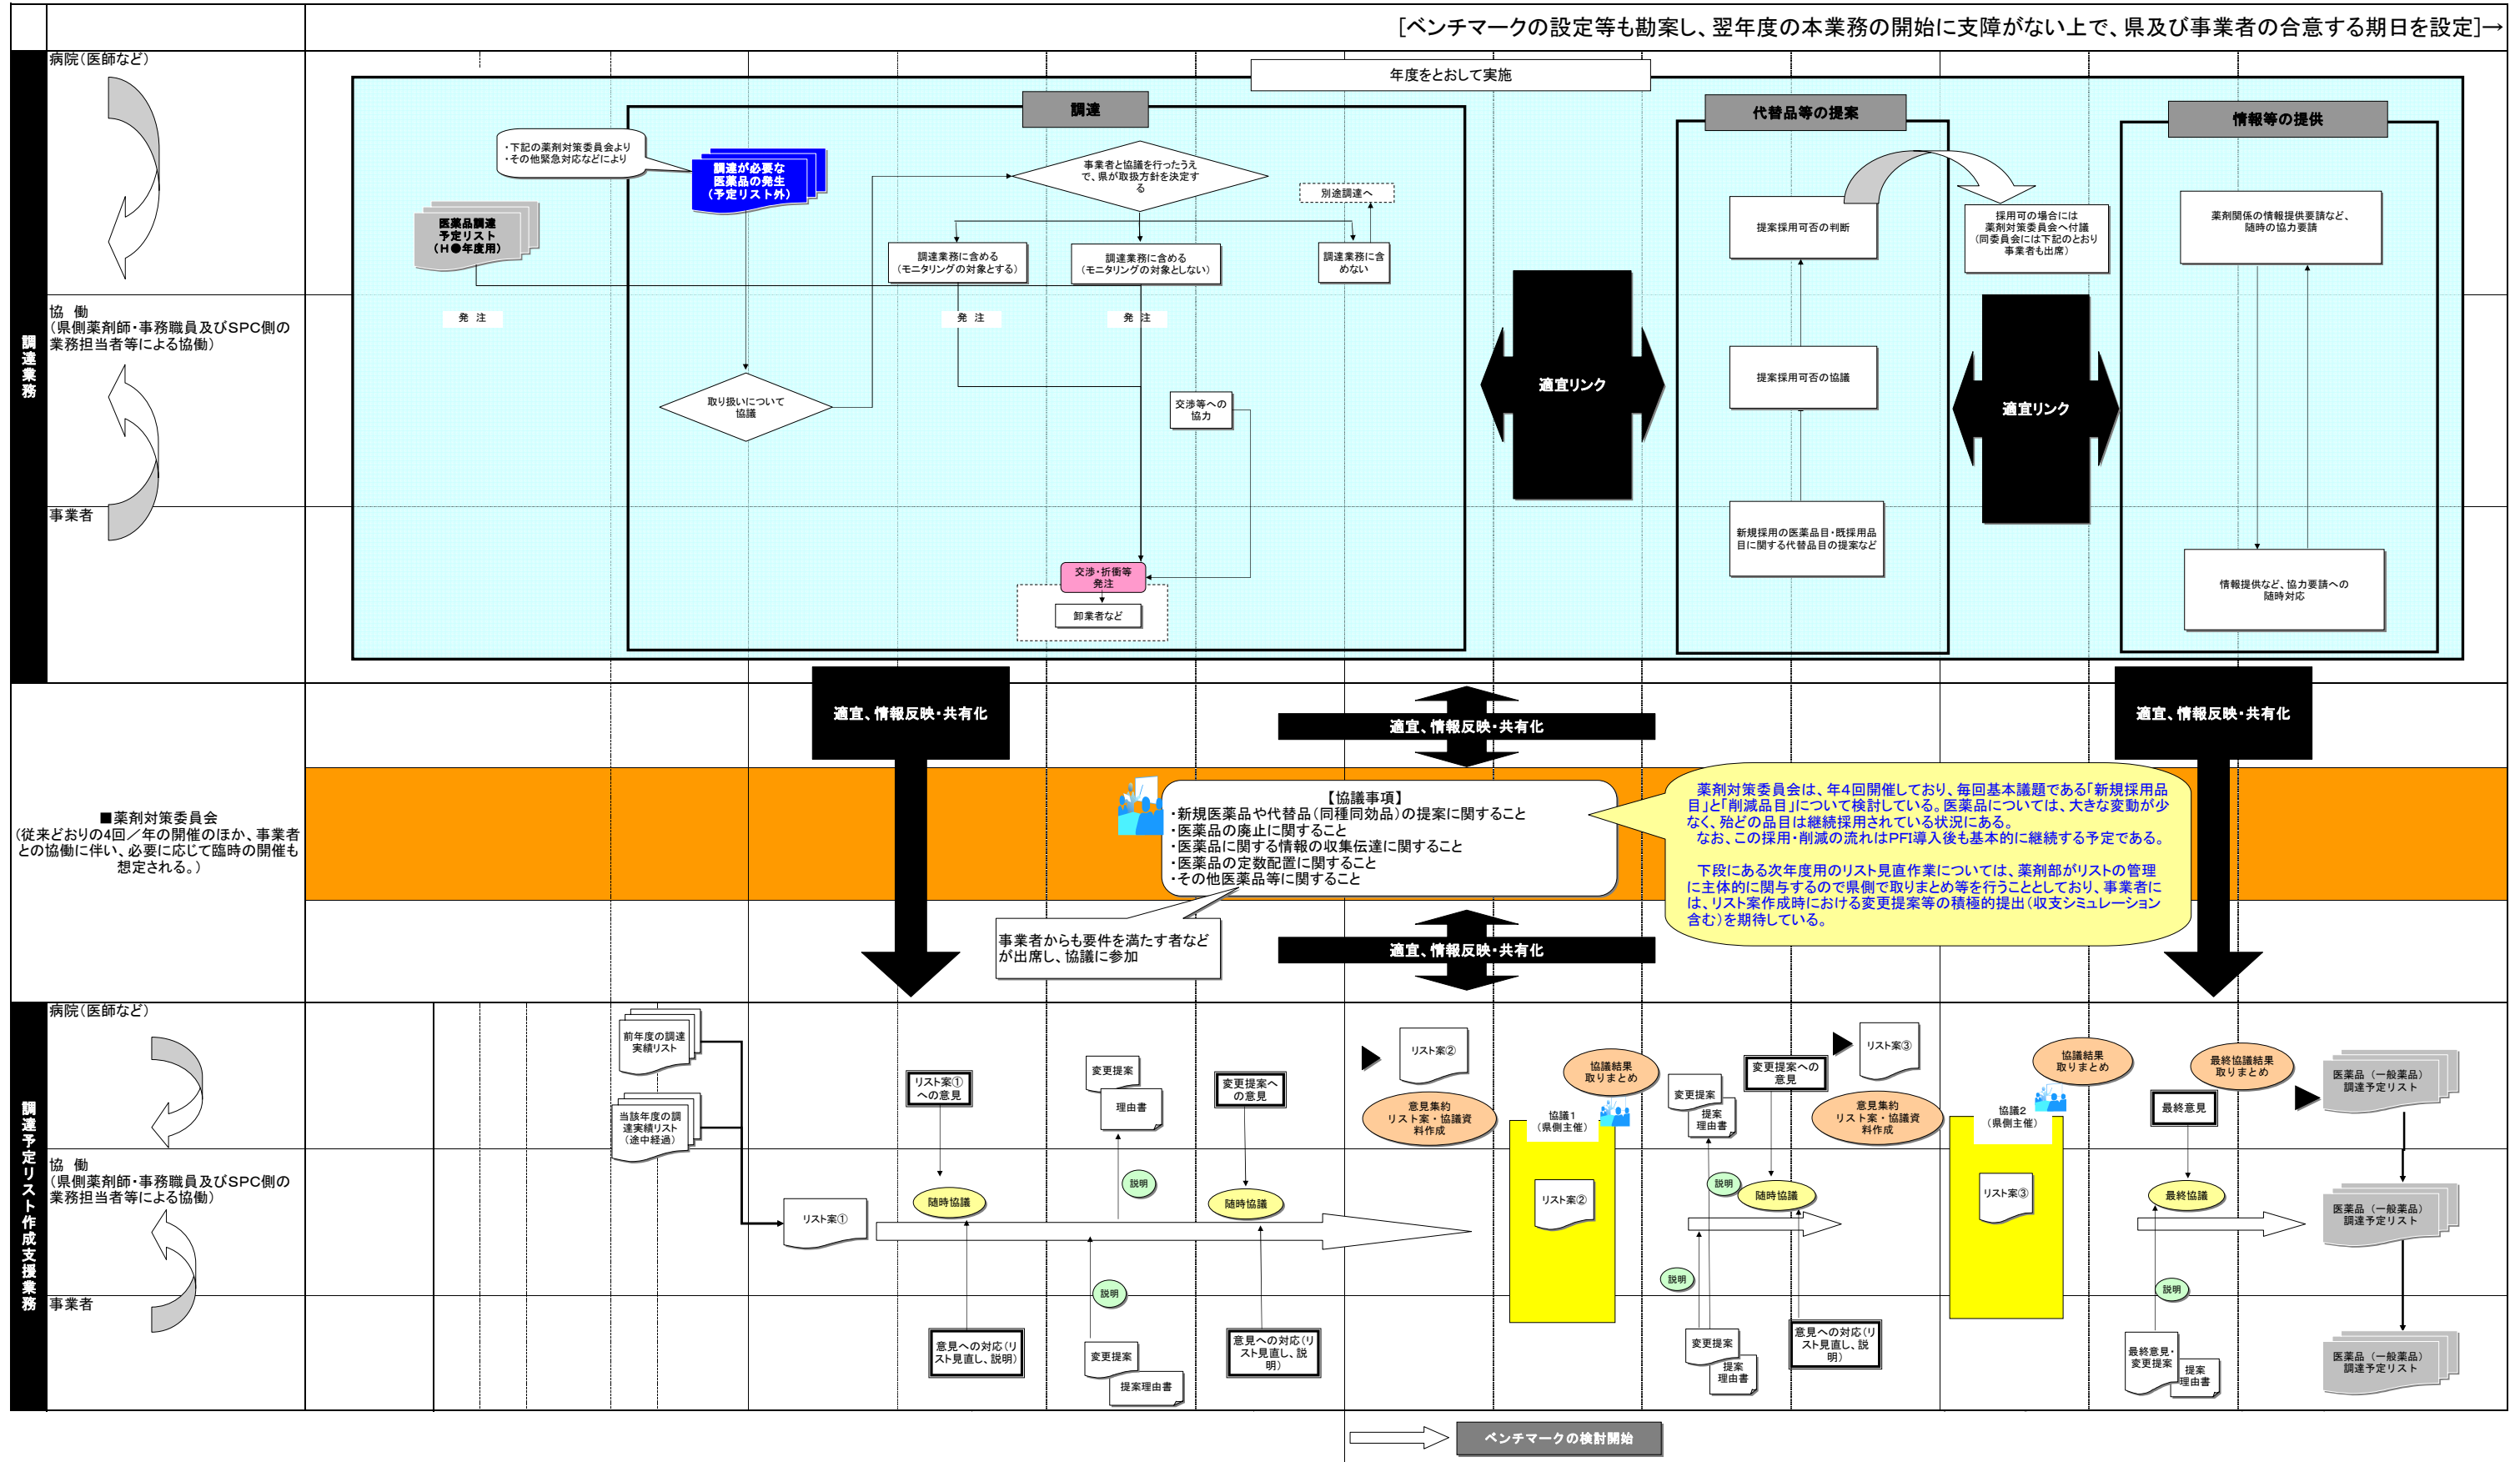 [ベンチマークの設定等も勘案し、翌年度の本業務の開始に支障がない上で、県及び事業者の合意する期日を設定]→
調達業務
病院（医師など）
協　働
（県側薬剤師・事務職員及びSPC側の
業務担当者等による協働）
事業者
年度をとおして実施
調達
・下記の薬剤対策委員会より
・その他緊急対応などにより
調達が必要な
医薬品の発生
（予定リスト外）
医薬品調達
予定リスト
（H●年度用）
事業者と協議を行ったうえ
で、県が取扱方針を決定す
る
別途調達へ
調達業務に含める
（モニタリングの対象とする）
調達業務に含める
（モニタリングの対象としない）
調達業務に含
めない
発　注
発　注
発　注
取り扱いについて
協議
交渉等への
協力
交渉・折衝等
発注
卸業者など
適宜リンク
代替品等の提案
提案採用可否の判断
採用可の場合には
薬剤対策委員会へ付議
（同委員会には下記のとおり
事業者も出席）
提案採用可否の協議
新規採用の医薬品目・既採用品
目に関する代替品目の提案など
適宜リンク
情報等の提供
薬剤関係の情報提供要請など、
随時の協力要請
情報提供など、協力要請への
随時対応
■薬剤対策委員会
（従来どおりの4回／年の開催のほか、事業者
との協働に伴い、必要に応じて臨時の開催も
想定される。）
適宜、情報反映・共有化
適宜、情報反映・共有化
適宜、情報反映・共有化
【協議事項】
・新規医薬品や代替品（同種同効品）の提案に関すること
・医薬品の廃止に関すること
・医薬品に関する情報の収集伝達に関すること
・医薬品の定数配置に関すること
・その他医薬品等に関すること
薬剤対策委員会は、年4回開催しており、毎回基本議題である「新規採用品
目」と「削減品目」について検討している。医薬品については、大きな変動が少
なく、殆どの品目は継続採用されている状況にある。
なお、この採用・削減の流れはPFI導入後も基本的に継続する予定である。
下段にある次年度用のリスト見直作業については、薬剤部がリストの管理
に主体的に関与するので県側で取りまとめ等を行うこととしており、事業者に
は、リスト案作成時における変更提案等の積極的提出（収支シミュレーション
含む）を期待している。
事業者からも要件を満たす者など
が出席し、協議に参加
適宜、情報反映・共有化
調達予定リスト作成支援業務
病院（医師など）
協　働
（県側薬剤師・事務職員及びSPC側の
業務担当者等による協働）
事業者
前年度の調達
実績リスト
当該年度の調
達実績リスト
（途中経過）
リスト案①
リスト案①
への意見
随時協議
意見への対応（リ
スト見直し、説明）
変更提案
理由書
説明
説明
変更提案
提案理由書
変更提案へ
の意見
随時協議
意見への対応（リ
スト見直し、説
明）
リスト案②
意見集約
リスト案・協議資
料作成
協議結果
取りまとめ
協議1
（県側主催）
リスト案②
変更提案
提案
理由書
説明
説明
変更提案
提案
理由書
変更提案への
意見
随時協議
意見への対応（リ
スト見直し、説
明）
リスト案③
意見集約
リスト案・協議資
料作成
協議結果
取りまとめ
協議2
（県側主催）
リスト案③
最終協議結果
取りまとめ
最終意見
最終協議
説明
最終意見・
変更提案
提案
理由書
医薬品（一般薬品）
調達予定リスト
医薬品（一般薬品）
調達予定リスト
医薬品（一般薬品）
調達予定リスト
ベンチマークの検討開始